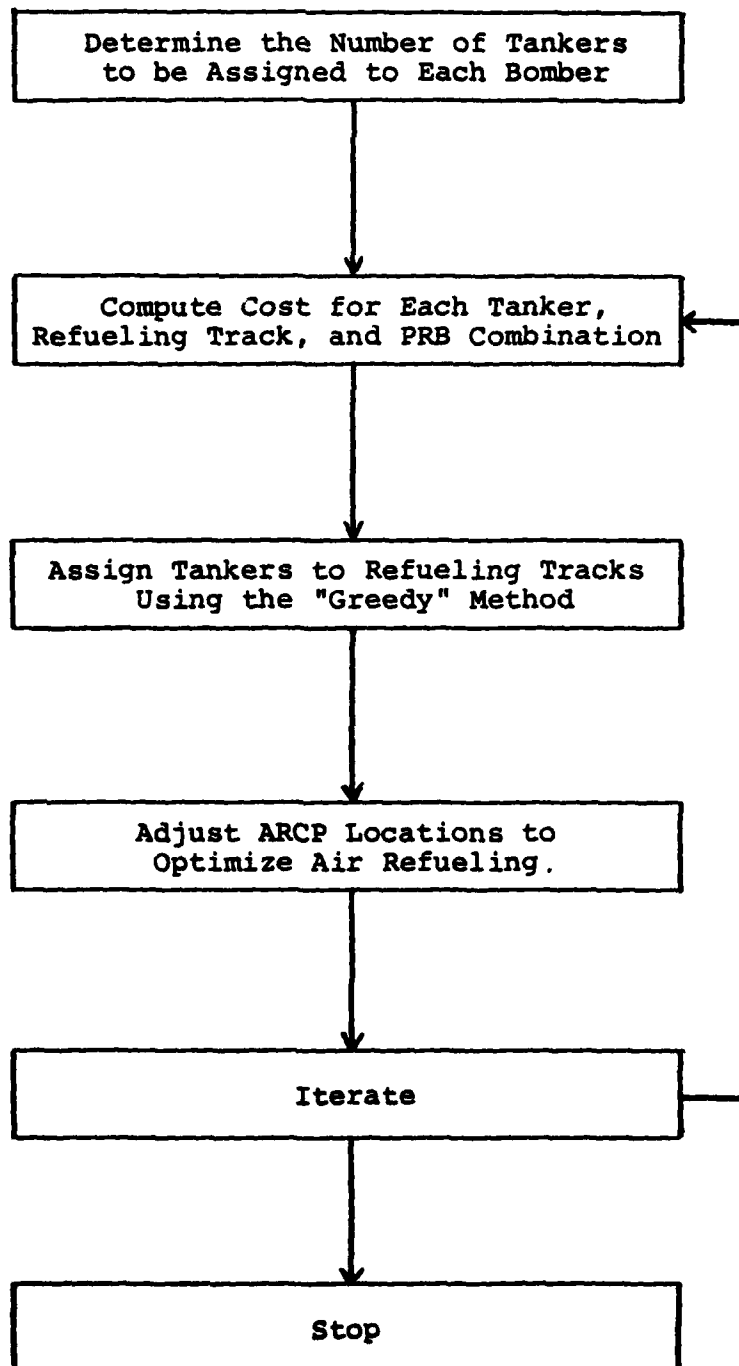 Determine the Number of Tankers
to be Assigned to Each Bomber
Compute Cost for Each Tanker,
Refueling Track, and PRB Combination
Assign Tankers to Refueling Tracks
Using the "Greedy" Method
Adjust ARCP Locations to
Optimize Air Refueling.
Iterate
Stop